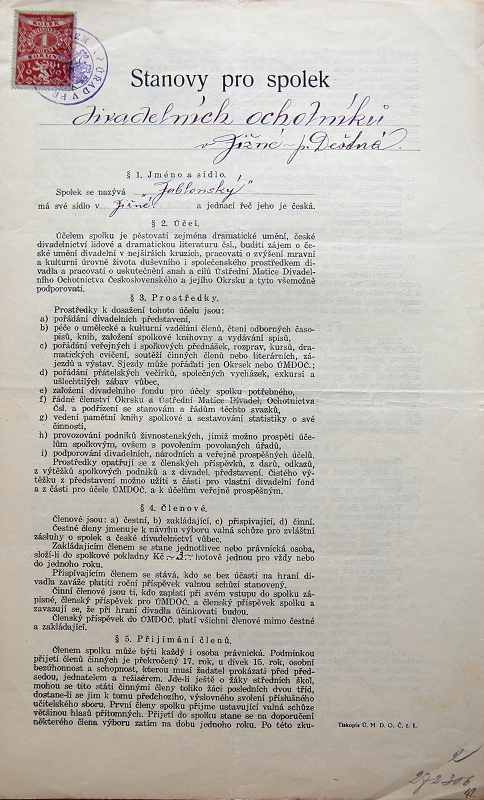 KOLEK
1
KORUNA
Stanovy pro spolek
divadelních ochotníků
v Jižné - p. Deštná.
§ 1. Jméno a sídlo.
Spolek se nazývá „Jablonský"
má své sídlo v Jižné a jednací řeč jeho je česká.
§ 2. Účel.
Účelem spolku je pěstovati zejména dramatické umění, české
divadelnictví lidové a dramatickou literaturu čsl., buditi zájem o če-
ské umění divadelní v nejširších kruzích, pracovati o zvýšení mravní
a kulturní úrovně života duševního i společenského prostředkem di-
vadla a pracovati o uskutečnění snah a cílů Ústřední Matice Divadel-
ního Ochotnictva Československého a jejího Okrsku a tyto všemožně
podporovati.
§ 3. Prostředky.
Prostředky k dosažení tohoto účelu jsou:
a) pořádání divadelních představení,
b) péče o umělecké a kulturní vzdělání členů, čtení odborných časo-
pisů, knih, založení spolkové knihovny a vydávání spisů,
c) pořádání veřejných i spolkových přednášek, rozprav, kursů, dra-
matických cvičení, soutěží činných členů nebo literárních, zá-
jezdů a výstav. Sjezdy může pořádati jen Okrsek nebo ÚMDOČ.;
d) pořádání přátelských večírků, společných vycházek, exkursí a
ušlechtilých zábav vůbec,
e) založení divadelního fondu pro účely spolku potřebného,
f) řádné členství Okrsku a Ústřední Matice Divadel. Ochotnictva
čsl. a podřízení se stanovám a řádům těchto svazků,
g) vedení pamětní knihy spolkové a sestavování statistiky o své
činnosti,
h) provozování podniků živnostenských, jimiž možno prospěti úče-
lům spolkovým, ovšem s povolením povolaných úřadů,
i) podporování divadelních, národních a veřejně prospěšných účelů.
Prostředky opatřují se z členských příspěvků, z darů, odkazů,
z výtěžků spolkových podniků a z divadel. představení. Čistého vý-
těžku z představení možno užíti z části pro vlastní divadelní fond
a z části pro účele ÚMDOČ. a k účelům veřejně prospěšným.
§ 4. Členové.
Členové jsou: a) čestní, b) zakládající, c) přispívající, d) činní.
Čestné členy jmenuje k návrhu výboru valná schůze pro zvláštní
zásluhy o spolek a české divadelnictví vůbec.
Zakládajícím členem se stane jednotlivec nebo právnická osoba,
složí-li do spolkové pokladny Kč hotově jednou pro vždy nebo
do jednoho roku.
Přispívajícím členem se stává, kdo se bez účasti na hraní di-
vadla zaváže platiti roční příspěvek valnou schůzí stanovený.
Činní členové jsou ti, kdo zaplatí při svém vstupu do spolku zá-
pisné, členský příspěvek pro ÚMDOČ. a členský příspěvek spolku a
zavazují se, že při hraní divadla účinkovati budou.
Členský příspěvek do ÚMDOČ. platí všichni členové mimo čestné
a zakládající.
§ 5. Přijímání členů.
Členem spolku může býti každý i osoba právnická. Podmínkou
přijetí členů činných je překročený 17. rok, u dívek 15. rok, osobní
bezúhonnost a schopnost, kterou musí žadatel prokázati před před-
sedou, jednatelem a režisérem. Jde-li ještě o žáky středních škol,
mohou se tito státi činnými členy toliko žáci posledních dvou tříd,
dostane-li se jim k tomu předchozího, výslovného svolení příslušného
učitelského sboru. První členy spolku přijme ustavující valná schůze
většinou hlasů přítomných. Přijetí do spolku stane se na doporučení
některého člena výboru zatím na dobu jednoho roku. Po této zku-
Tiskopis Ú. M. D. O. Č. č. 1.